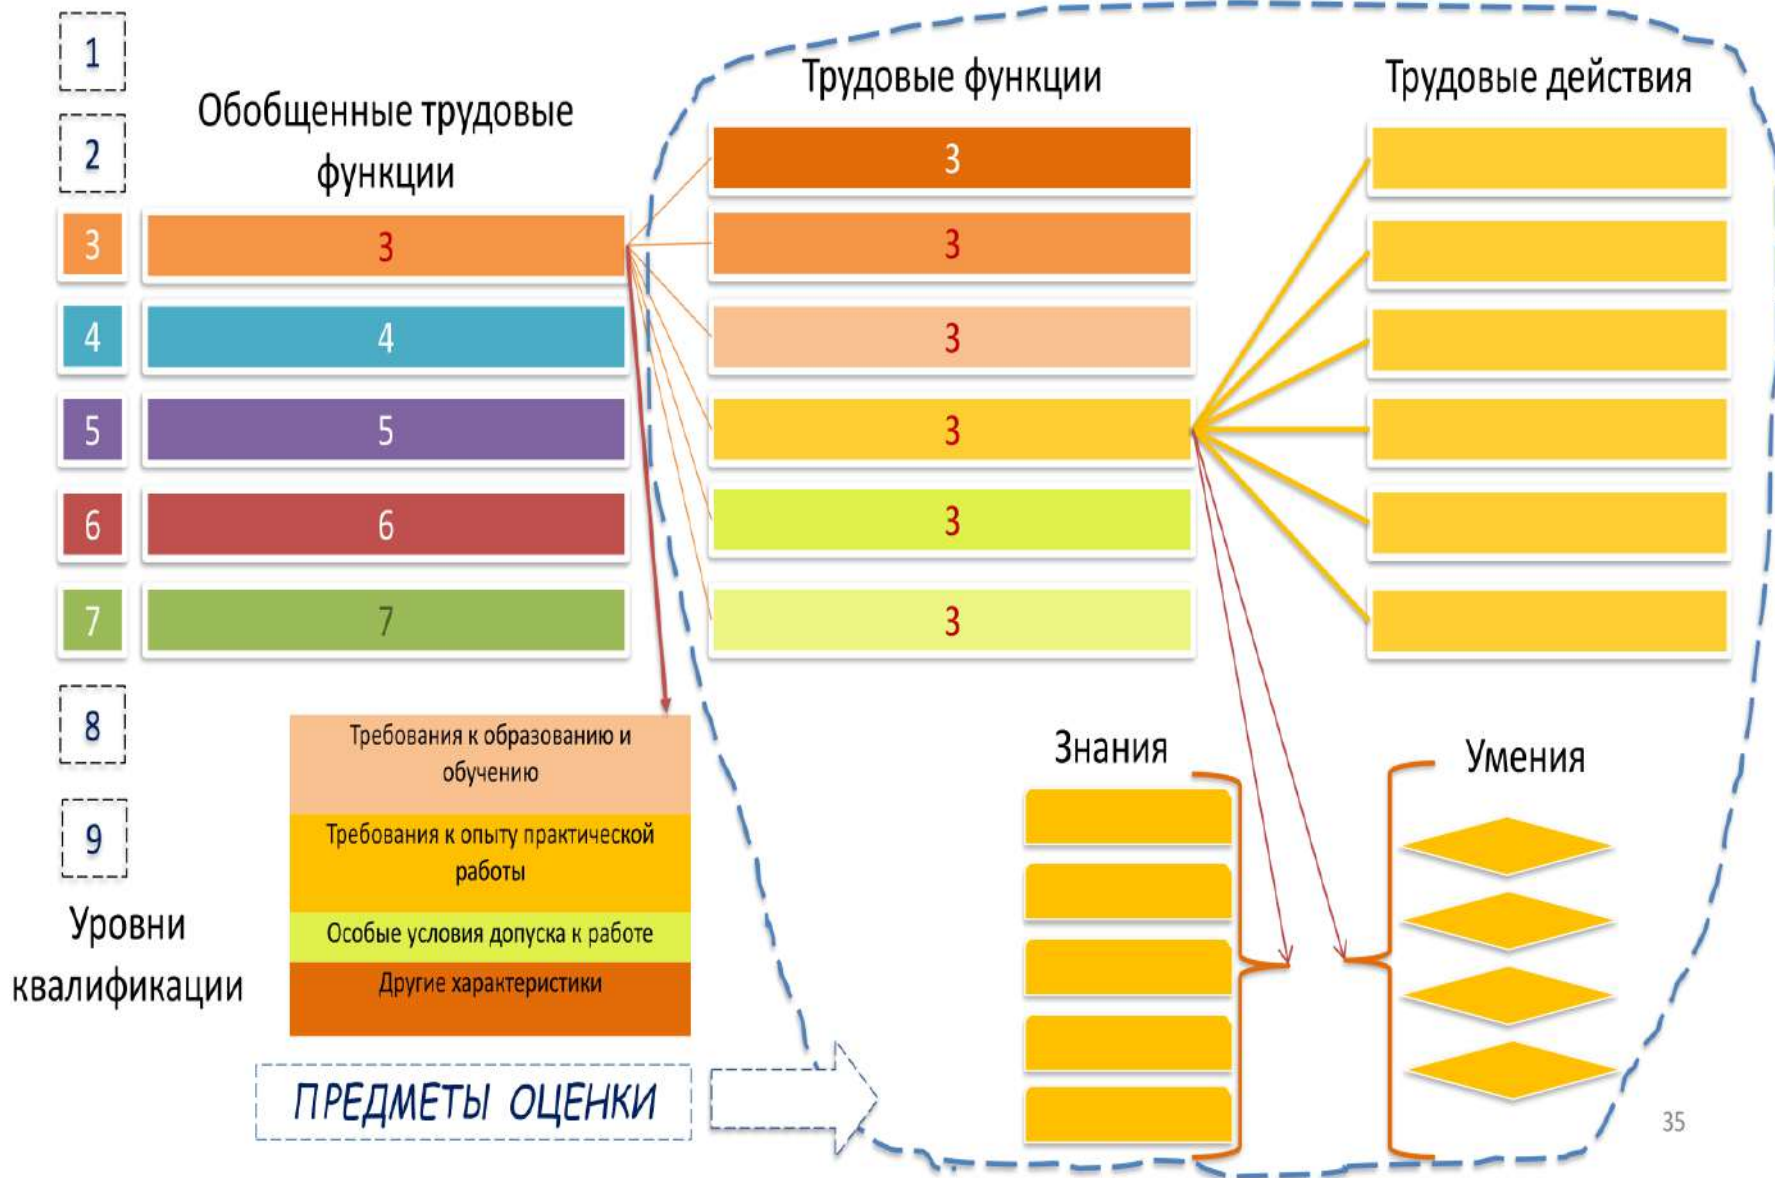 1
2
3
4
5
6
7
8
9
Уровни
квалификации
Обобщенные трудовые
функции
3
4
5
6
7
Трудовые функции
3
3
3
3
3
3
Трудовые действия
Требования к образованию и
обучению
Требования к опыту практической
работы
Особые условия допуска к работе
Другие характеристики
Знания
Умения
ПРЕДМЕТЫ ОЦЕНКИ
35